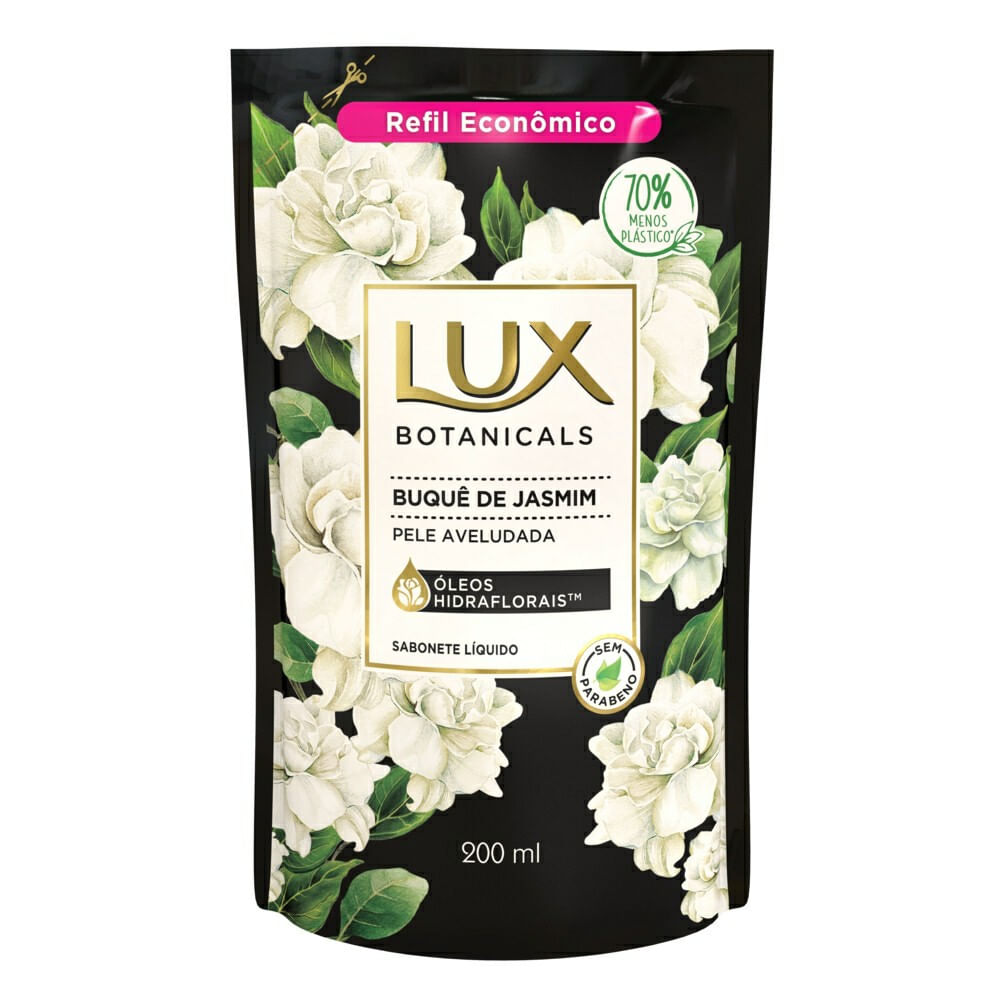 Refil Econômico
70%
MENOS
PLÁSTICO*
LUX
BOTANICALS
BUQUÊ DE JASMIM
PELE AVELUDADA
ÓLEOS
HIDRAFLORAIS™
SABONETE LÍQUIDO
SEM
PARABENO
200 ml